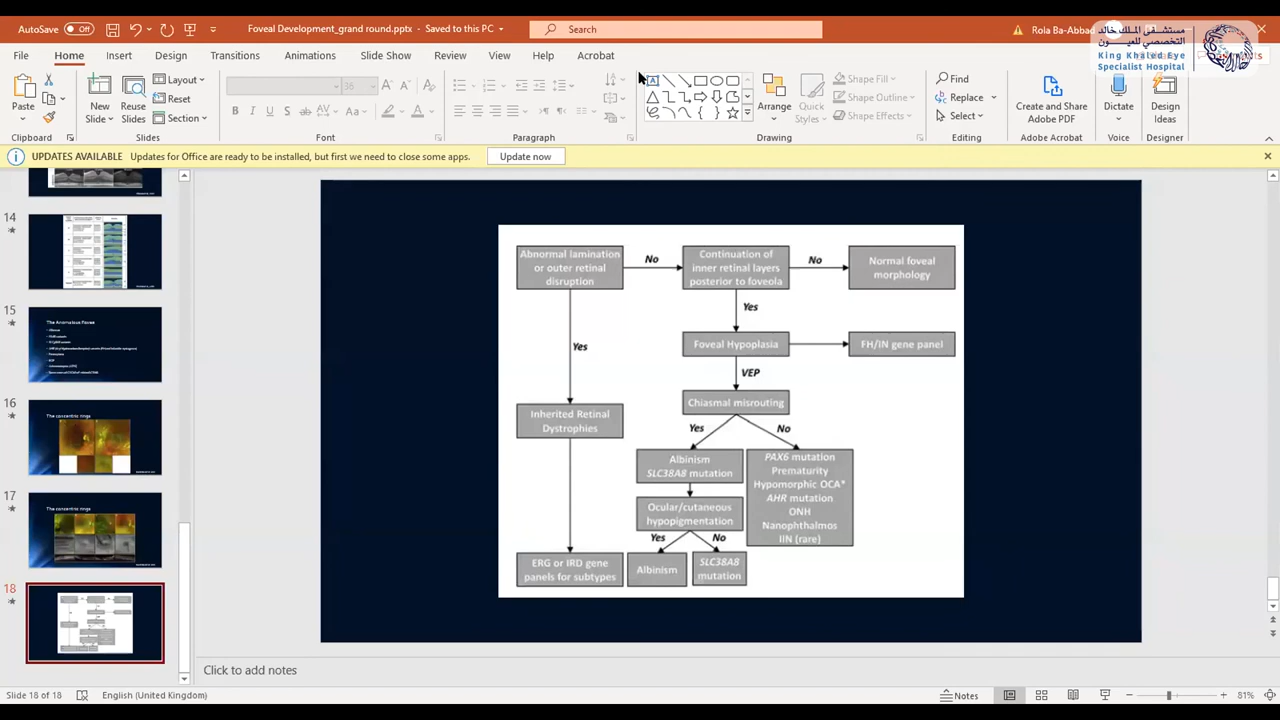 AutoSave Off
Foveal Development_grand round.pptx - Saved to this PC
Search
Rola Ba-Abbad
مستشفى الملك خالد
التخصصي للعيون
King Khaled Eye
Specialist Hospital
File Home Insert Design Transitions Animations Slide Show Review View Help Acrobat
Paste
New Slide
Reuse Slides
Layout
Reset
Section
Arrange
Quick Styles
Shape Fill
Shape Outline
Shape Effects
Find
Replace
Select
Create and Share
Adobe PDF
Dictate
Design
Ideas
Clipboard Slides Font Paragraph Drawing Editing Adobe Acrobat Voice Designer
UPDATES AVAILABLE Updates for Office are ready to be installed, but first we need to close some apps. Update now
14
15
The Anomalous Fovea
16
The concentric rings
17
The concentric rings
18
Abnormal lamination
or outer retinal
disruption
No
Continuation of
inner retinal layers
posterior to foveola
No
Normal foveal
morphology
Yes
Yes
Foveal Hypoplasia
FH/IN gene panel
VEP
Chiasmal misrouting
Yes
No
Inherited Retinal
Dystrophies
Albinism
SLC38A8 mutation
PAX6 mutation
Prematurity
Hypomorphic OCA*
AHR mutation
ONH
Nanophthalmos
IIN (rare)
Ocular/cutaneous
hypopigmentation
Yes
No
ERG or IRD gene
panels for subtypes
Albinism
SLC38A8
mutation
Click to add notes
Slide 18 of 18
English (United Kingdom)
Notes
81%